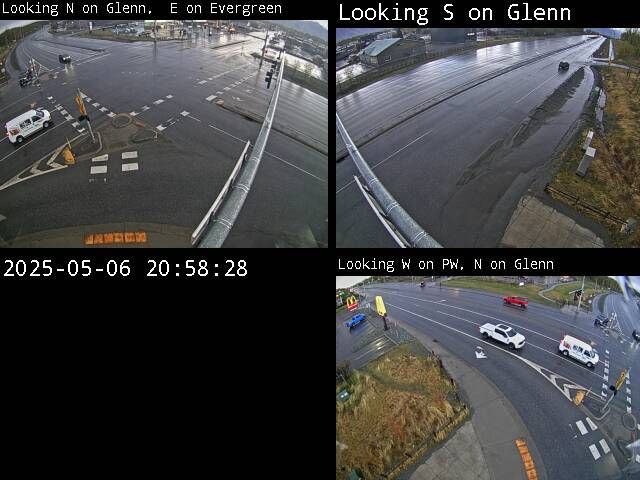 Looking N on Glenn,  E on Evergreen
Looking S on Glenn
2025-05-06 20:58:28
Looking W on PW, N on Glenn